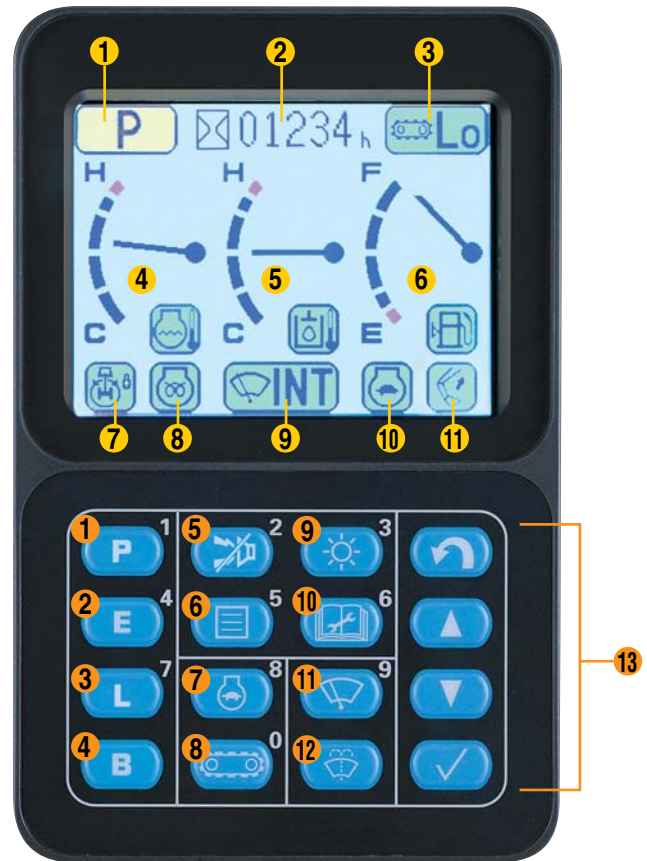 1 2 3
P 01234 h Lo
H H F
4 5 6
C C E
INT
7 8 9 10 11
1 P 1 5 2 9 3
2 E 4 6 5 10 6
3 L 7 7 8 11 9
4 B 8 0 12
13